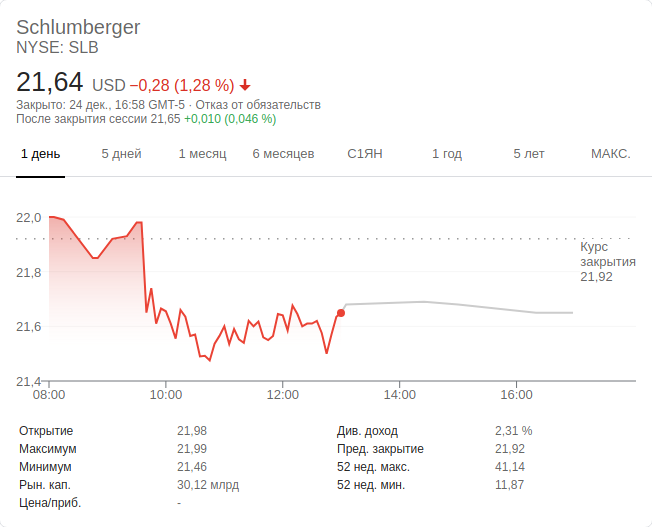 Schlumberger
NYSE: SLB
21,64 USD −0,28 (1,28 %)
Закрыто: 24 дек., 16:58 GMT-5 · Отказ от обязательств
После закрытия сессии 21,65 +0,010 (0,046 %)
1 день 5 дней 1 месяц 6 месяцев С1ЯН 1 год 5 лет МАКС.
22,0
Курс
закрытия
21,8
21,92
21,6
21,4
08:00 10:00 12:00 14:00 16:00
Открытие 21,98 Див. доход 2,31 %
Максимум 21,99 Пред. закрытие 21,92
Минимум 21,46 52 нед. макс. 41,14
Рын. кап. 30,12 млрд 52 нед. мин. 11,87
Цена/приб. -